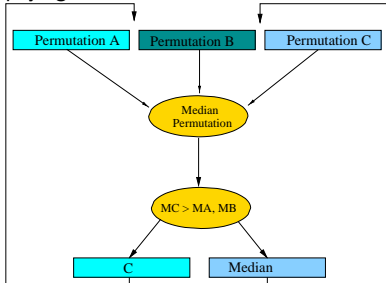 Permutation A
Permutation B
Permutation C
Median
Permutation
MC > MA, MB
C
Median